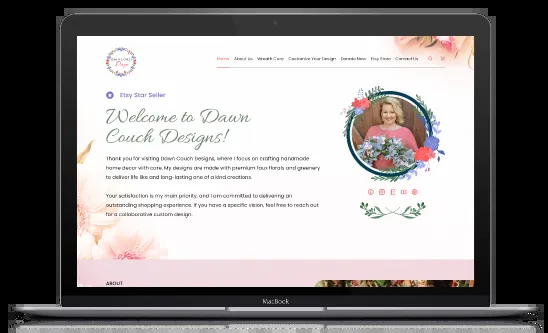 Home About Us Wreath Care Customize Your Design Donate Now Etsy Store Contact Us
Etsy Star Seller
Welcome to Dawn
Couch Designs!
Thank you for visiting Dawn Couch Designs, where I focus on crafting handmade
home decor with care. My designs are made with premium faux florals and greenery
to deliver life like and long-lasting one of a kind creations.
Your satisfaction is my main priority, and I am committed to delivering an
outstanding shopping experience. If you have a specific vision, feel free to reach out
for a collaborative custom design.
ABOUT
MacBook